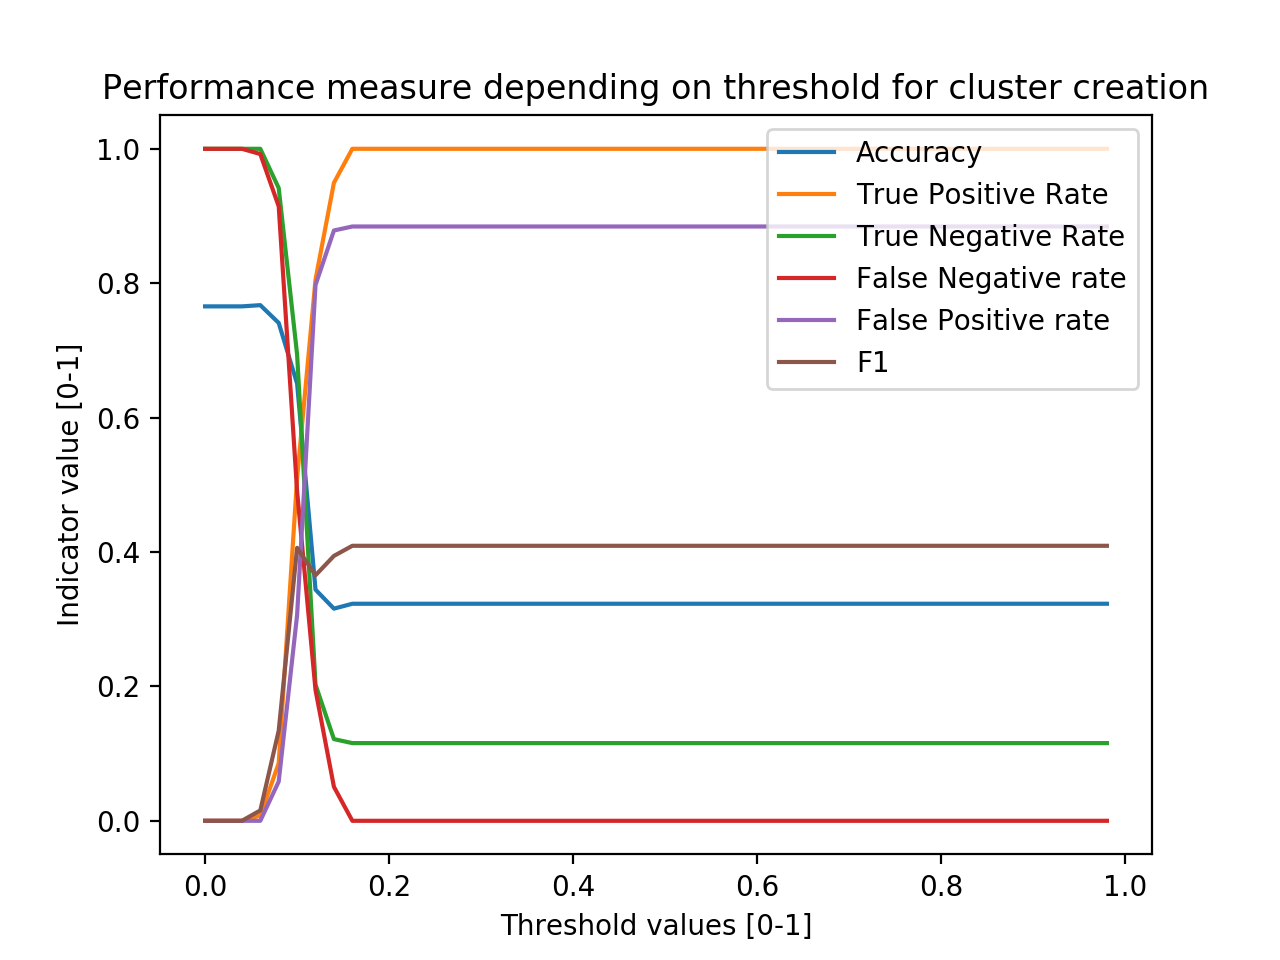 Performance measure depending on threshold for cluster creation
Indicator value [0-1]
1.0
0.8
0.6
0.4
0.2
0.0
Accuracy
True Positive Rate
True Negative Rate
False Negative rate
False Positive rate
F1
0.0 0.2 0.4 0.6 0.8 1.0
Threshold values [0-1]